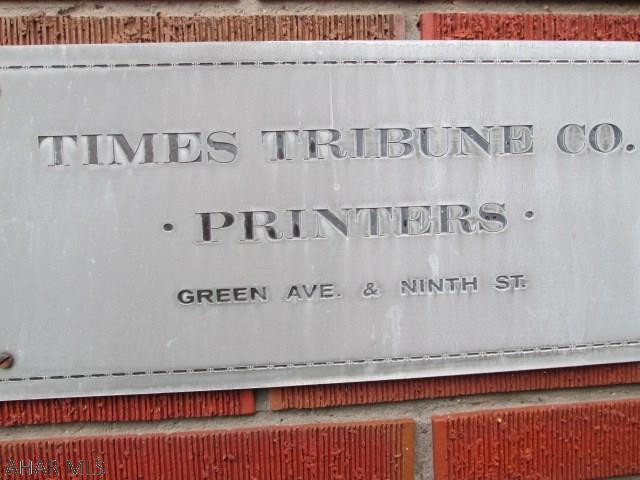 TIMES TRIBUNE CO.
· PRINTERS ·
GREEN AVE. & NINTH ST.
AHAR MLS